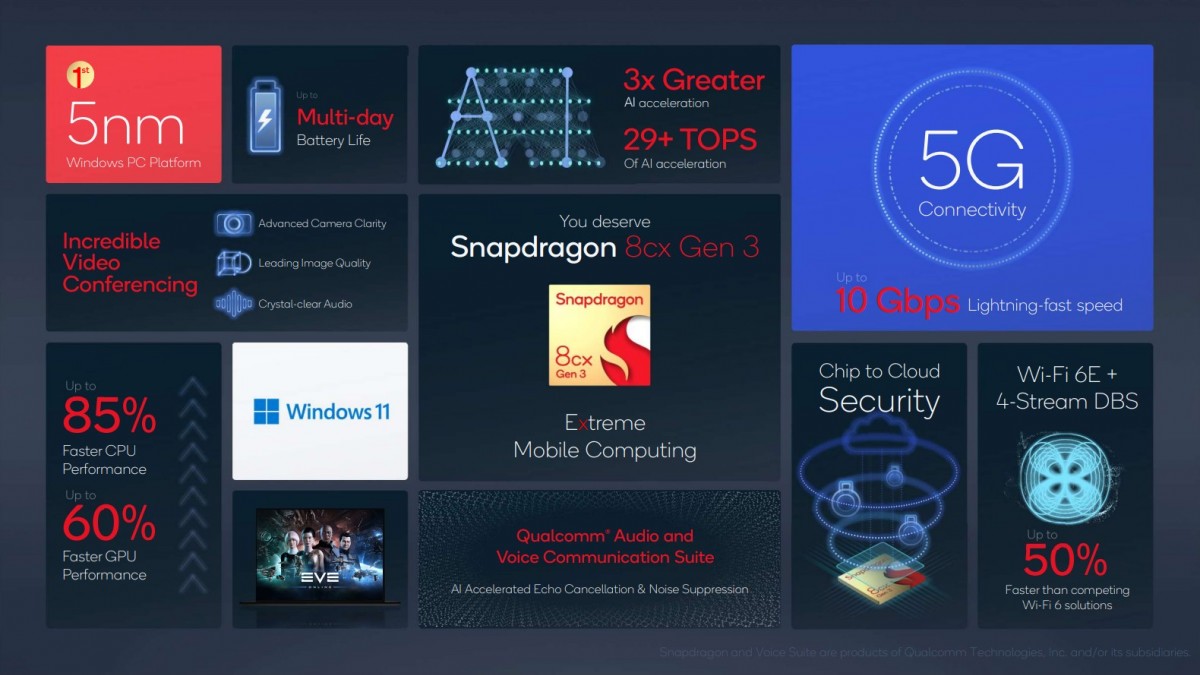 1st
5nm
Windows PC Platform
Up to
Multi-day
Battery Life
AI
3x Greater
AI acceleration
29+ TOPS
Of AI acceleration
5G
Connectivity
Up to
10 Gbps Lightning-fast speed
Incredible
Video
Conferencing
Advanced Camera Clarity
Leading Image Quality
Crystal-clear Audio
You deserve
Snapdragon 8cx Gen 3
Snapdragon
8cx
Gen 3
Extreme
Mobile Computing
Up to
85%
Faster CPU
Performance
Up to
60%
Faster GPU
Performance
Windows 11
EVE
ONLINE
Qualcomm® Audio and
Voice Communication Suite
AI Accelerated Echo Cancellation & Noise Suppression
Chip to Cloud
Security
Snapdragon
8cx
Wi-Fi 6E +
4-Stream DBS
Up to
50%
Faster than competing
Wi-Fi 6 solutions
Snapdragon and Voice Suite are products of Qualcomm Technologies, Inc. and/or its subsidiaries.